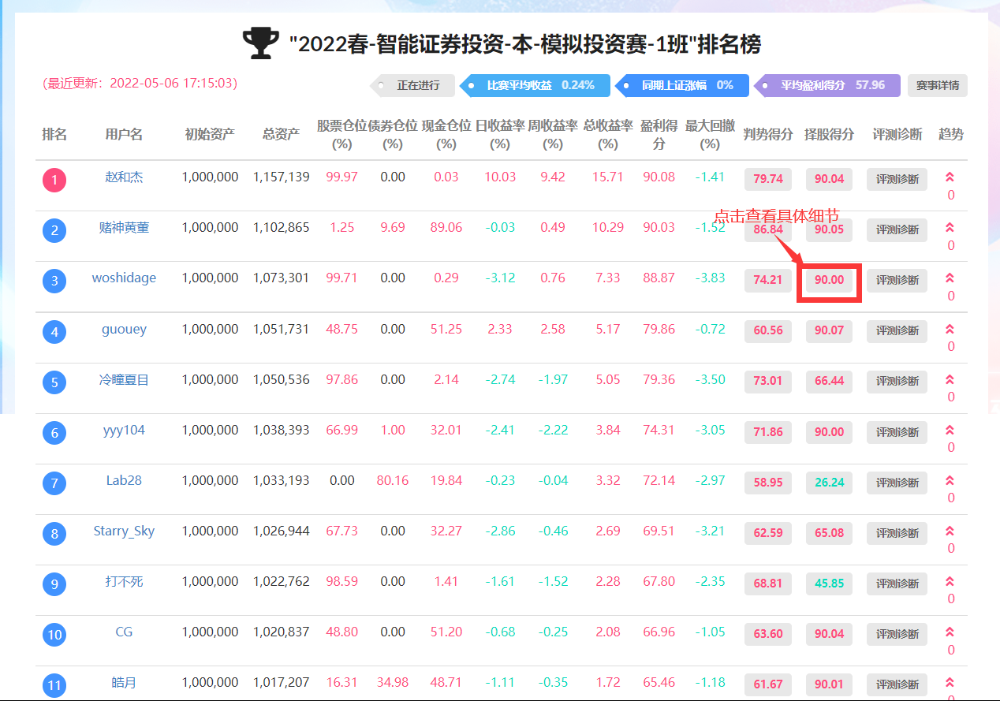 "2022春-智能证券投资-本-模拟投资赛-1班"排名榜
(最近更新：2022-05-06 17:15:03) 正在进行 比赛平均收益 0.24% 同期上证涨幅 0% 平均盈利得分 57.96 赛事详情
排名 用户名 初始资产 总资产 股票仓位(%) 债券仓位(%) 现金仓位(%) 日收益率(%) 周收益率(%) 总收益率(%) 盈利得分 最大回撤(%) 判势得分 择股得分 评测诊断 趋势
1 赵和杰 1,000,000 1,157,139 99.97 0.00 0.03 10.03 9.42 15.71 90.08 -1.41 79.74 90.04 评测诊断 0
点击查看具体细节
2 赌神黄董 1,000,000 1,102,865 1.25 9.69 89.06 -0.03 0.49 10.29 90.03 -1.52 86.84 90.05 评测诊断 0
3 woshidage 1,000,000 1,073,301 99.71 0.00 0.29 -3.12 0.76 7.33 88.87 -3.83 74.21 90.00 评测诊断 0
4 guouey 1,000,000 1,051,731 48.75 0.00 51.25 2.33 2.58 5.17 79.86 -0.72 60.56 90.07 评测诊断 0
5 冷瞳夏目 1,000,000 1,050,536 97.86 0.00 2.14 -2.74 -1.97 5.05 79.36 -3.50 73.01 66.44 评测诊断 0
6 yyy104 1,000,000 1,038,393 66.99 1.00 32.01 -2.41 -2.22 3.84 74.31 -3.05 71.86 90.00 评测诊断 0
7 Lab28 1,000,000 1,033,193 0.00 80.16 19.84 -0.23 -0.04 3.32 72.14 -2.97 58.95 26.24 评测诊断 0
8 Starry_Sky 1,000,000 1,026,944 67.73 0.00 32.27 -2.86 -0.46 2.69 69.51 -3.21 62.59 65.08 评测诊断 0
9 打不死 1,000,000 1,022,762 98.59 0.00 1.41 -1.61 -1.52 2.28 67.80 -2.35 68.81 45.85 评测诊断 0
10 CG 1,000,000 1,020,837 48.80 0.00 51.20 -0.68 -0.25 2.08 66.96 -1.05 63.60 90.04 评测诊断 0
11 皓月 1,000,000 1,017,207 16.31 34.98 48.71 -1.11 -0.35 1.72 65.46 -1.18 61.67 90.01 评测诊断